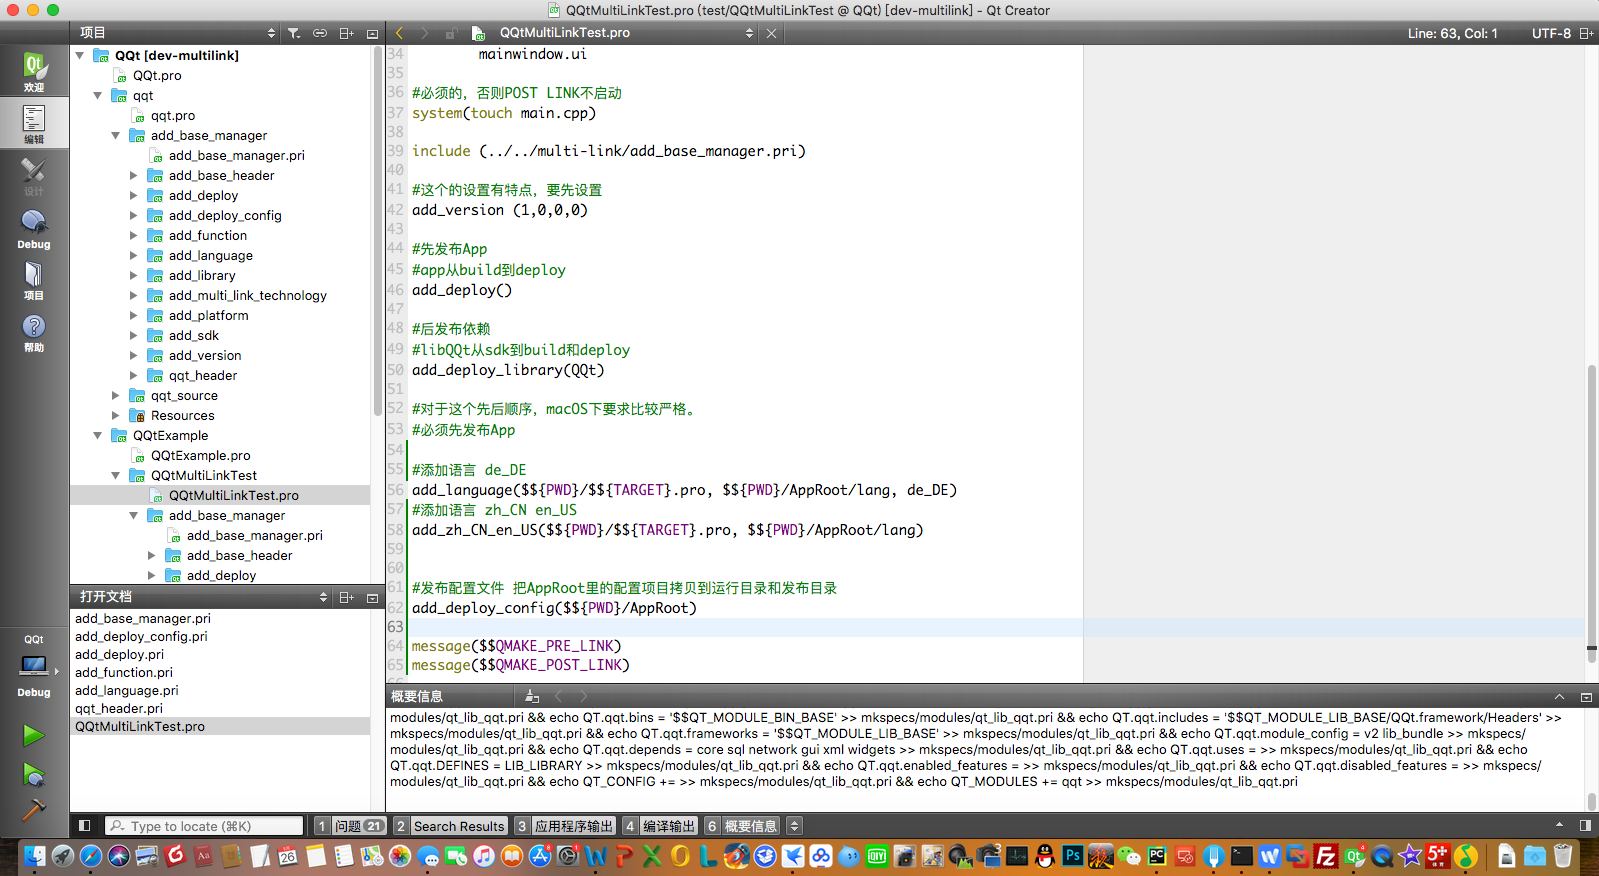 QQtMultiLinkTest.pro (test/QQtMultiLinkTest @ QQt) [dev-multilink] - Qt Creator
项目
QQtMultiLinkTest.pro
Line: 63, Col: 1
UTF-8
欢迎
编辑
设计
Debug
项目
帮助
QQt
Debug
QQt [dev-multilink]
QQt.pro
qqt
qqt.pro
add_base_manager
add_base_manager.pri
add_base_header
add_deploy
add_deploy_config
add_function
add_language
add_library
add_multi_link_technology
add_platform
add_sdk
add_version
qqt_header
qqt_source
Resources
QQtExample
QQtExample.pro
QQtMultiLinkTest
QQtMultiLinkTest.pro
add_base_manager
add_base_manager.pri
add_base_header
add_deploy
打开文档
add_base_manager.pri
add_deploy_config.pri
add_deploy.pri
add_function.pri
add_language.pri
qqt_header.pri
QQtMultiLinkTest.pro
34 mainwindow.ui
35
36 #必须的，否则POST LINK不启动
37 system(touch main.cpp)
38
39 include (../../multi-link/add_base_manager.pri)
40
41 #这个的设置有特点，要先设置
42 add_version (1,0,0,0)
43
44 #先发布App
45 #app从build到deploy
46 add_deploy()
47
48 #后发布依赖
49 #libQQt从sdk到build和deploy
50 add_deploy_library(QQt)
51
52 #对于这个先后顺序，macOS下要求比较严格。
53 #必须先发布App
54
55 #添加语言 de_DE
56 add_language($${PWD}/$${TARGET}.pro, $${PWD}/AppRoot/lang, de_DE)
57 #添加语言 zh_CN en_US
58 add_zh_CN_en_US($${PWD}/$${TARGET}.pro, $${PWD}/AppRoot/lang)
59
60
61 #发布配置文件 把AppRoot里的配置项目拷贝到运行目录和发布目录
62 add_deploy_config($${PWD}/AppRoot)
63
64 message($$QMAKE_PRE_LINK)
65 message($$QMAKE_POST_LINK)
概要信息
modules/qt_lib_qqt.pri && echo QT.qqt.bins = '$$QT_MODULE_BIN_BASE' >> mkspecs/modules/qt_lib_qqt.pri && echo QT.qqt.includes = '$$QT_MODULE_LIB_BASE/QQt.framework/Headers' >>
mkspecs/modules/qt_lib_qqt.pri && echo QT.qqt.frameworks = '$$QT_MODULE_LIB_BASE' >> mkspecs/modules/qt_lib_qqt.pri && echo QT.qqt.module_config = v2 lib_bundle >> mkspecs/
modules/qt_lib_qqt.pri && echo QT.qqt.depends = core sql network gui xml widgets >> mkspecs/modules/qt_lib_qqt.pri && echo QT.qqt.uses = >> mkspecs/modules/qt_lib_qqt.pri && echo
QT.qqt.DEFINES = LIB_LIBRARY >> mkspecs/modules/qt_lib_qqt.pri && echo QT.qqt.enabled_features = >> mkspecs/modules/qt_lib_qqt.pri && echo QT.qqt.disabled_features = >> mkspecs/
modules/qt_lib_qqt.pri && echo QT_CONFIG += >> mkspecs/modules/qt_lib_qqt.pri && echo QT_MODULES += qqt >> mkspecs/modules/qt_lib_qqt.pri
Type to locate (⌘K)
1 问题 21
2 Search Results
3 应用程序输出
4 编译输出
6 概要信息